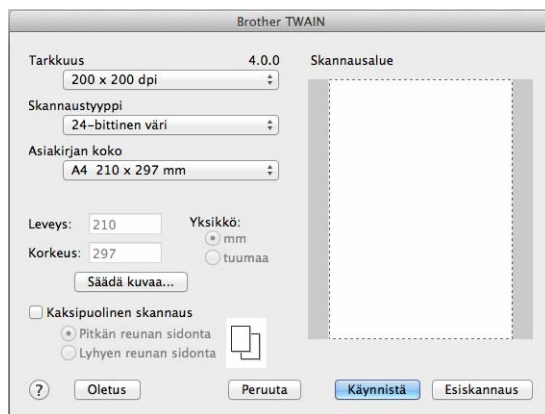 Brother TWAIN
Tarkkuus 4.0.0
200 x 200 dpi
Skannaustyyppi
24-bittinen väri
Asiakirjan koko
A4 210 x 297 mm
Leveys: 210
Korkeus: 297
Yksikkö:
mm
tuumaa
Säädä kuvaa...
Kaksipuolinen skannaus
Pitkän reunan sidonta
Lyhyen reunan sidonta
Skannausalue
? Oletus Peruuta Käynnistä Esiskannaus